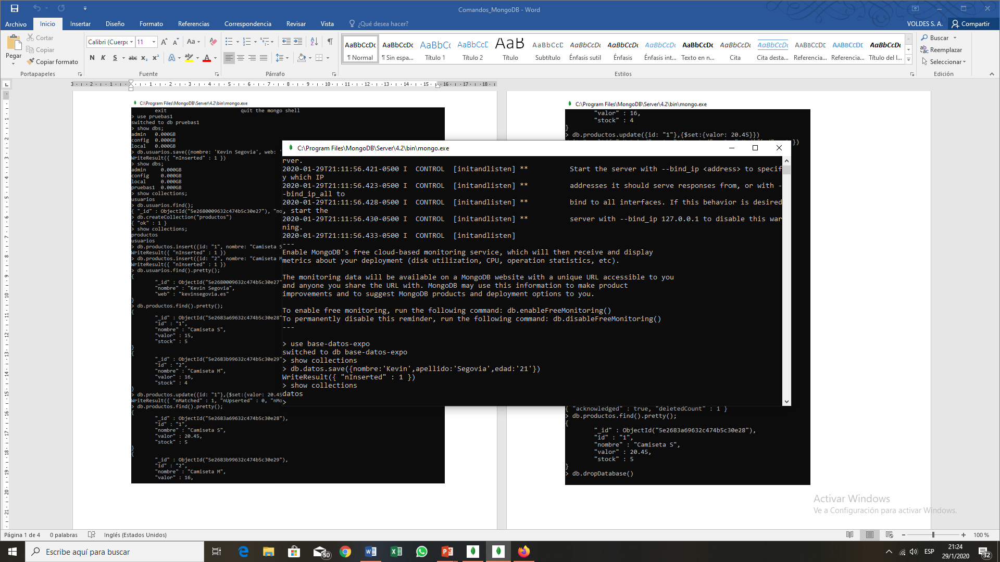 Comandos_MongoDB - Word
Archivo Inicio Insertar Diseño Formato Referencias Correspondencia Revisar Vista ¿Qué desea hacer? VOLDES S. A. Compartir
Pegar
Cortar
Copiar
Copiar formato
Portapapeles
Calibri (Cuerpo 11
N K S abc x₂ x²
Fuente
Párrafo
AaBbCcDc AaBbCcDc AaBbCc AaBbCcD AaB AaBbCcD AaBbCcDc AaBbCcDc AaBbCcDc AaBbCcDc AaBbCcDc AaBbCcDc AABBCCDE AABBCCDE AaBbCcDc
¶ Normal ¶ Sin espa... Título 1 Título 2 Título Subtítulo Énfasis sutil Énfasis Énfasis int... Texto en n... Cita Cita desta... Referencia... Referencia... Título del l...
Estilos
Buscar
Reemplazar
Seleccionar
Edición
3 2 1 1 2 3 4 5 6 7 8 9 10 11 12 13 14 15 16 17 18
C:\Program Files\MongoDB\Server\4.2\bin\mongo.exe
exit quit the mongo shell
> use pruebas1
switched to db pruebas1
> show dbs;
admin 0.000GB
config 0.000GB
local 0.000GB
> db.usuarios.save({nombre: 'Kevin Segovia', web: '
WriteResult({ "nInserted" : 1 })
> show dbs;
admin 0.000GB
config 0.000GB
local 0.000GB
pruebas1 0.000GB
> show collections;
usuarios
> db.usuarios.find();
{ "_id" : ObjectId("5e2680009632c474b5c30e27"), "no
> db.createCollection("productos")
{ "ok" : 1 }
> show collections;
productos
usuarios
> db.productos.insert({id: "1", nombre: "Camiseta S
WriteResult({ "nInserted" : 1 })
> db.productos.insert({id: "2", nombre: "Camiseta M
WriteResult({ "nInserted" : 1 })
> db.usuarios.find().pretty();
{
"_id" : ObjectId("5e2680009632c474b5c30e27"
"nombre" : "Kevin Segovia",
"web" : "kevinsegovia.es"
}
> db.productos.find().pretty();
{
"_id" : ObjectId("5e2683a69632c474b5c30e28"
"id" : "1",
"nombre" : "Camiseta S",
"valor" : 15,
"stock" : 5
}
{
"_id" : ObjectId("5e2683b99632c474b5c30e29"
"id" : "2",
"nombre" : "Camiseta M",
"valor" : 16,
"stock" : 4
}
> db.productos.update({id: "1"},{$set:{valor: 20.45
WriteResult({ "nMatched" : 1, "nUpserted" : 0, "nMo
> db.productos.find().pretty();
{
"_id" : ObjectId("5e2683a69632c474b5c30e28"),
"id" : "1",
"nombre" : "Camiseta S",
"valor" : 20.45,
"stock" : 5
}
{
"_id" : ObjectId("5e2683b99632c474b5c30e29"),
"id" : "2",
"nombre" : "Camiseta M",
"valor" : 16,
C:\Program Files\MongoDB\Server\4.2\bin\mongo.exe
rver.
2020-01-29T21:11:56.421-0500 I CONTROL [initandlisten] ** Start the server with --bind_ip <address> to specif
y which IP
2020-01-29T21:11:56.423-0500 I CONTROL [initandlisten] ** addresses it should serve responses from, or with -
-bind_ip_all to
2020-01-29T21:11:56.428-0500 I CONTROL [initandlisten] ** bind to all interfaces. If this behavior is desired
, start the
2020-01-29T21:11:56.430-0500 I CONTROL [initandlisten] ** server with --bind_ip 127.0.0.1 to disable this war
ning.
2020-01-29T21:11:56.433-0500 I CONTROL [initandlisten]
---
Enable MongoDB's free cloud-based monitoring service, which will then receive and display
metrics about your deployment (disk utilization, CPU, operation statistics, etc).
The monitoring data will be available on a MongoDB website with a unique URL accessible to you
and anyone you share the URL with. MongoDB may use this information to make product
improvements and to suggest MongoDB products and deployment options to you.
To enable free monitoring, run the following command: db.enableFreeMonitoring()
To permanently disable this reminder, run the following command: db.disableFreeMonitoring()
---
> use base-datos-expo
switched to db base-datos-expo
> show collections
> db.datos.save({nombre:'Kevin',apellido:'Segovia',edad:'21'})
WriteResult({ "nInserted" : 1 })
> show collections
datos
>
C:\Program Files\MongoDB\Server\4.2\bin\mongo.exe
"valor" : 16,
"stock" : 4
}
> db.productos.update({id: "1"},{$set:{valor: 20.45}})
{ "acknowledged" : true, "deletedCount" : 1 }
> db.productos.find().pretty();
{
"_id" : ObjectId("5e2683a69632c474b5c30e28"),
"id" : "1",
"nombre" : "Camiseta S",
"valor" : 20.45,
"stock" : 5
}
> db.dropDatabase()
Activar Windows
Ve a Configuración para activar Windows.
Página 1 de 4 0 palabras Inglés (Estados Unidos) 100 %
Escribe aquí para buscar
50
ESP
21:24
29/1/2020
32